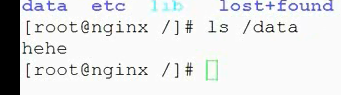 data etc lib lost+found
[root@nginx /]# ls /data
hehe
[root@nginx /]#